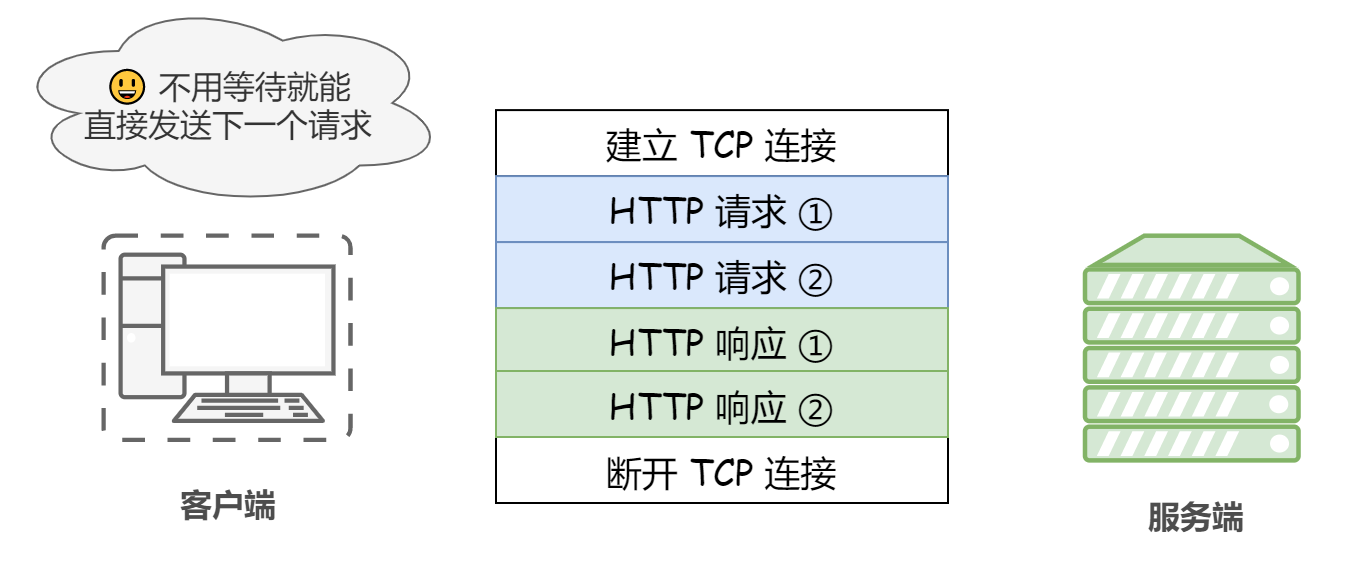 不用等待就能
直接发送下一个请求
建立 TCP 连接
HTTP 请求 ①
HTTP 请求 ②
HTTP 响应 ①
HTTP 响应 ②
断开 TCP 连接
客户端
服务端